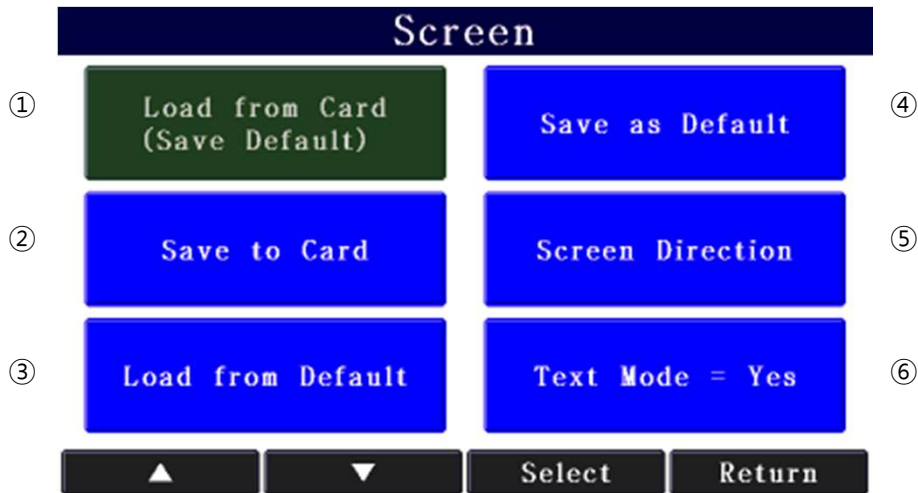 Screen
①
Load from Card
(Save Default)
Save as Default
④
②
Save to Card
Screen Direction
⑤
③
Load from Default
Text Mode = Yes
⑥
▲
▼
Select
Return